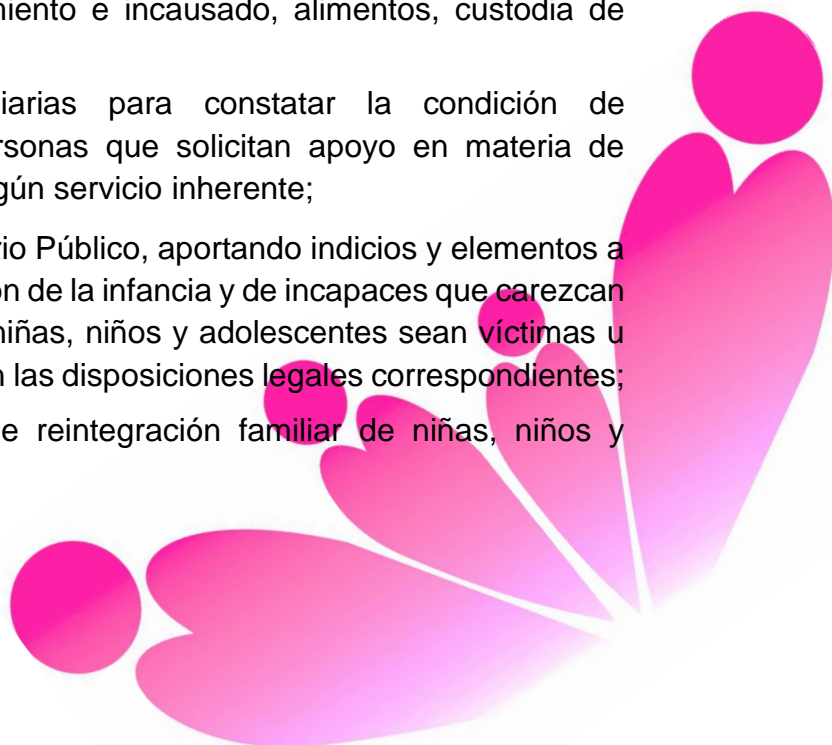 miento e incausado, alimentos, custodia de
iarias para constatar la condición de
rsonas que solicitan apoyo en materia de
gún servicio inherente;
rio Público, aportando indicios y elementos a
ón de la infancia y de incapaces que carezcan
niñas, niños y adolescentes sean víctimas u
n las disposiciones legales correspondientes;
e reintegración familiar de niñas, niños y